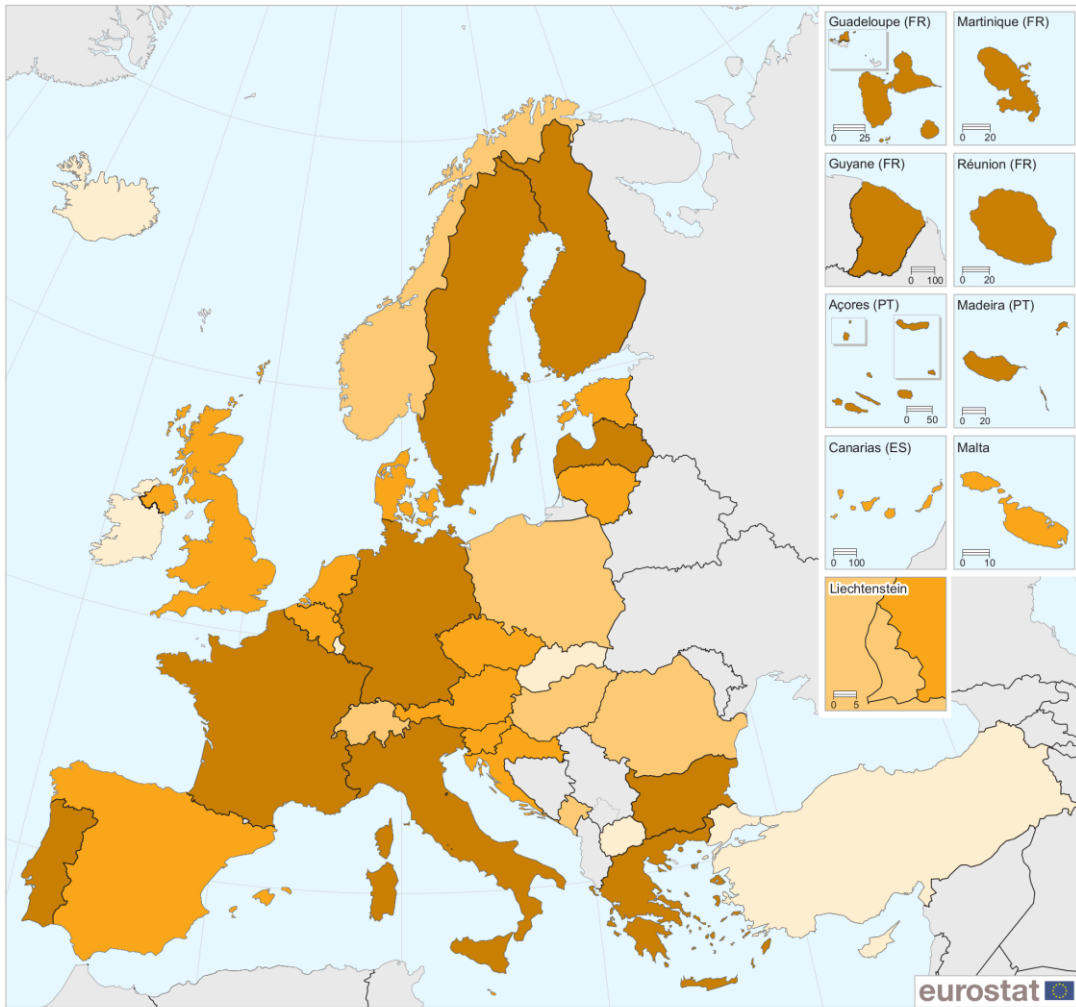 Guadeloupe (FR)
0 25
Martinique (FR)
0 20
Guyane (FR)
0 100
Réunion (FR)
0 20
Açores (PT)
0 50
Madeira (PT)
0 20
Canarias (ES)
0 100
Malta
0 10
Liechtenstein
0 5
eurostat